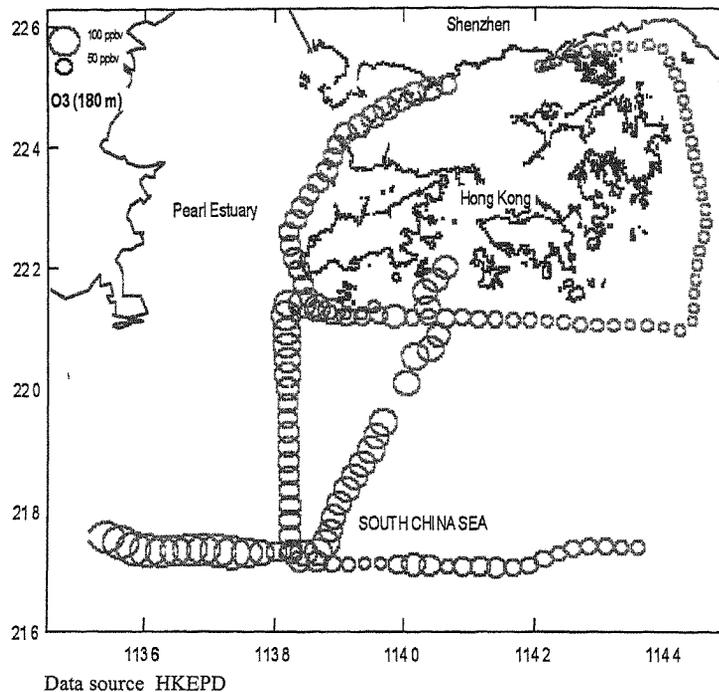 226
Shenzhen
100 ppbv
50 ppbv
O3 (180 m)
224
Pearl Estuary
Hong Kong
222
220
218
SOUTH CHINA SEA
216
1136
1138
1140
1142
1144
Data source HKEPD